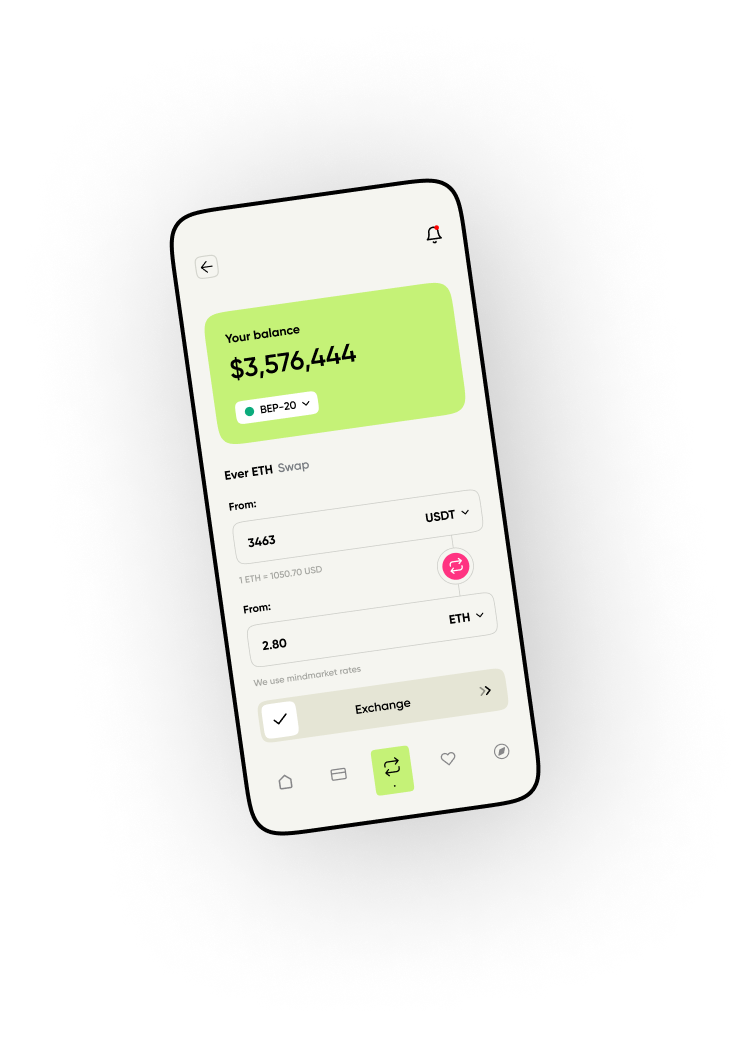 Your balance
$3,576,444
BEP-20
Ever ETH Swap
From:
3463 USDT
1 ETH = 1050.70 USD
From:
2.80 ETH
We use mindmarket rates
Exchange